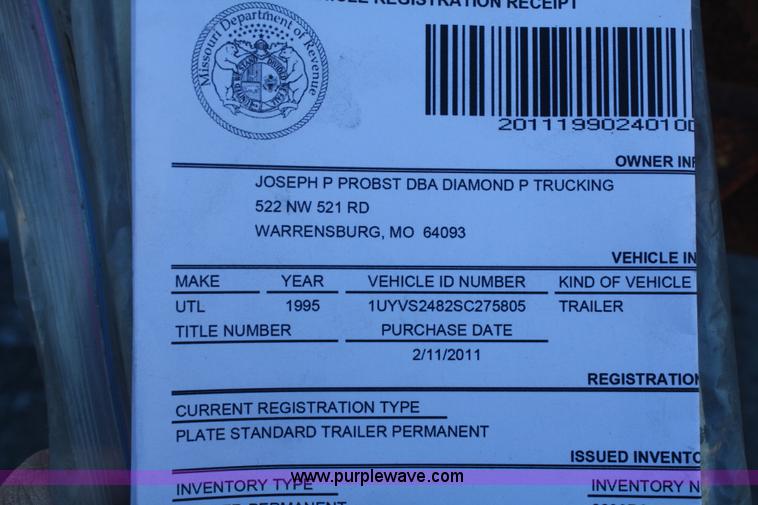 REGISTRATION RECEIPT
Missouri Department of Revenue
2011199024010
OWNER
JOSEPH P PROBST DBA DIAMOND P TRUCKING
522 NW 521 RD
WARRENSBURG, MO 64093
VEHICLE IN
MAKE YEAR VEHICLE ID NUMBER KIND OF VEHICLE
UTL 1995 1UYVS2482SC275805 TRAILER
TITLE NUMBER PURCHASE DATE
2/11/2011
REGISTRATION
CURRENT REGISTRATION TYPE
PLATE STANDARD TRAILER PERMANENT
ISSUED INVENTO
www.purplewave.com
INVENTORY TYPE INVENTORY N
PERMANENT